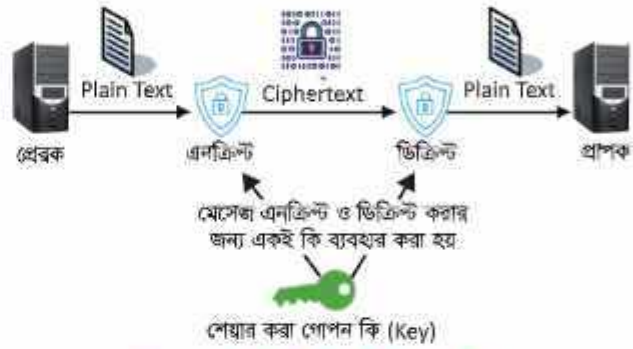 Plain Text
Ciphertext
Plain Text
প্রেরক
এনক্রিপ্ট
ডিক্রিপ্ট
প্রাপক
মেসেজ এনক্রিপ্ট ও ডিক্রিপ্ট করার
জন্য একই কি ব্যবহার করা হয়
শেয়ার করা গোপন কি (Key)